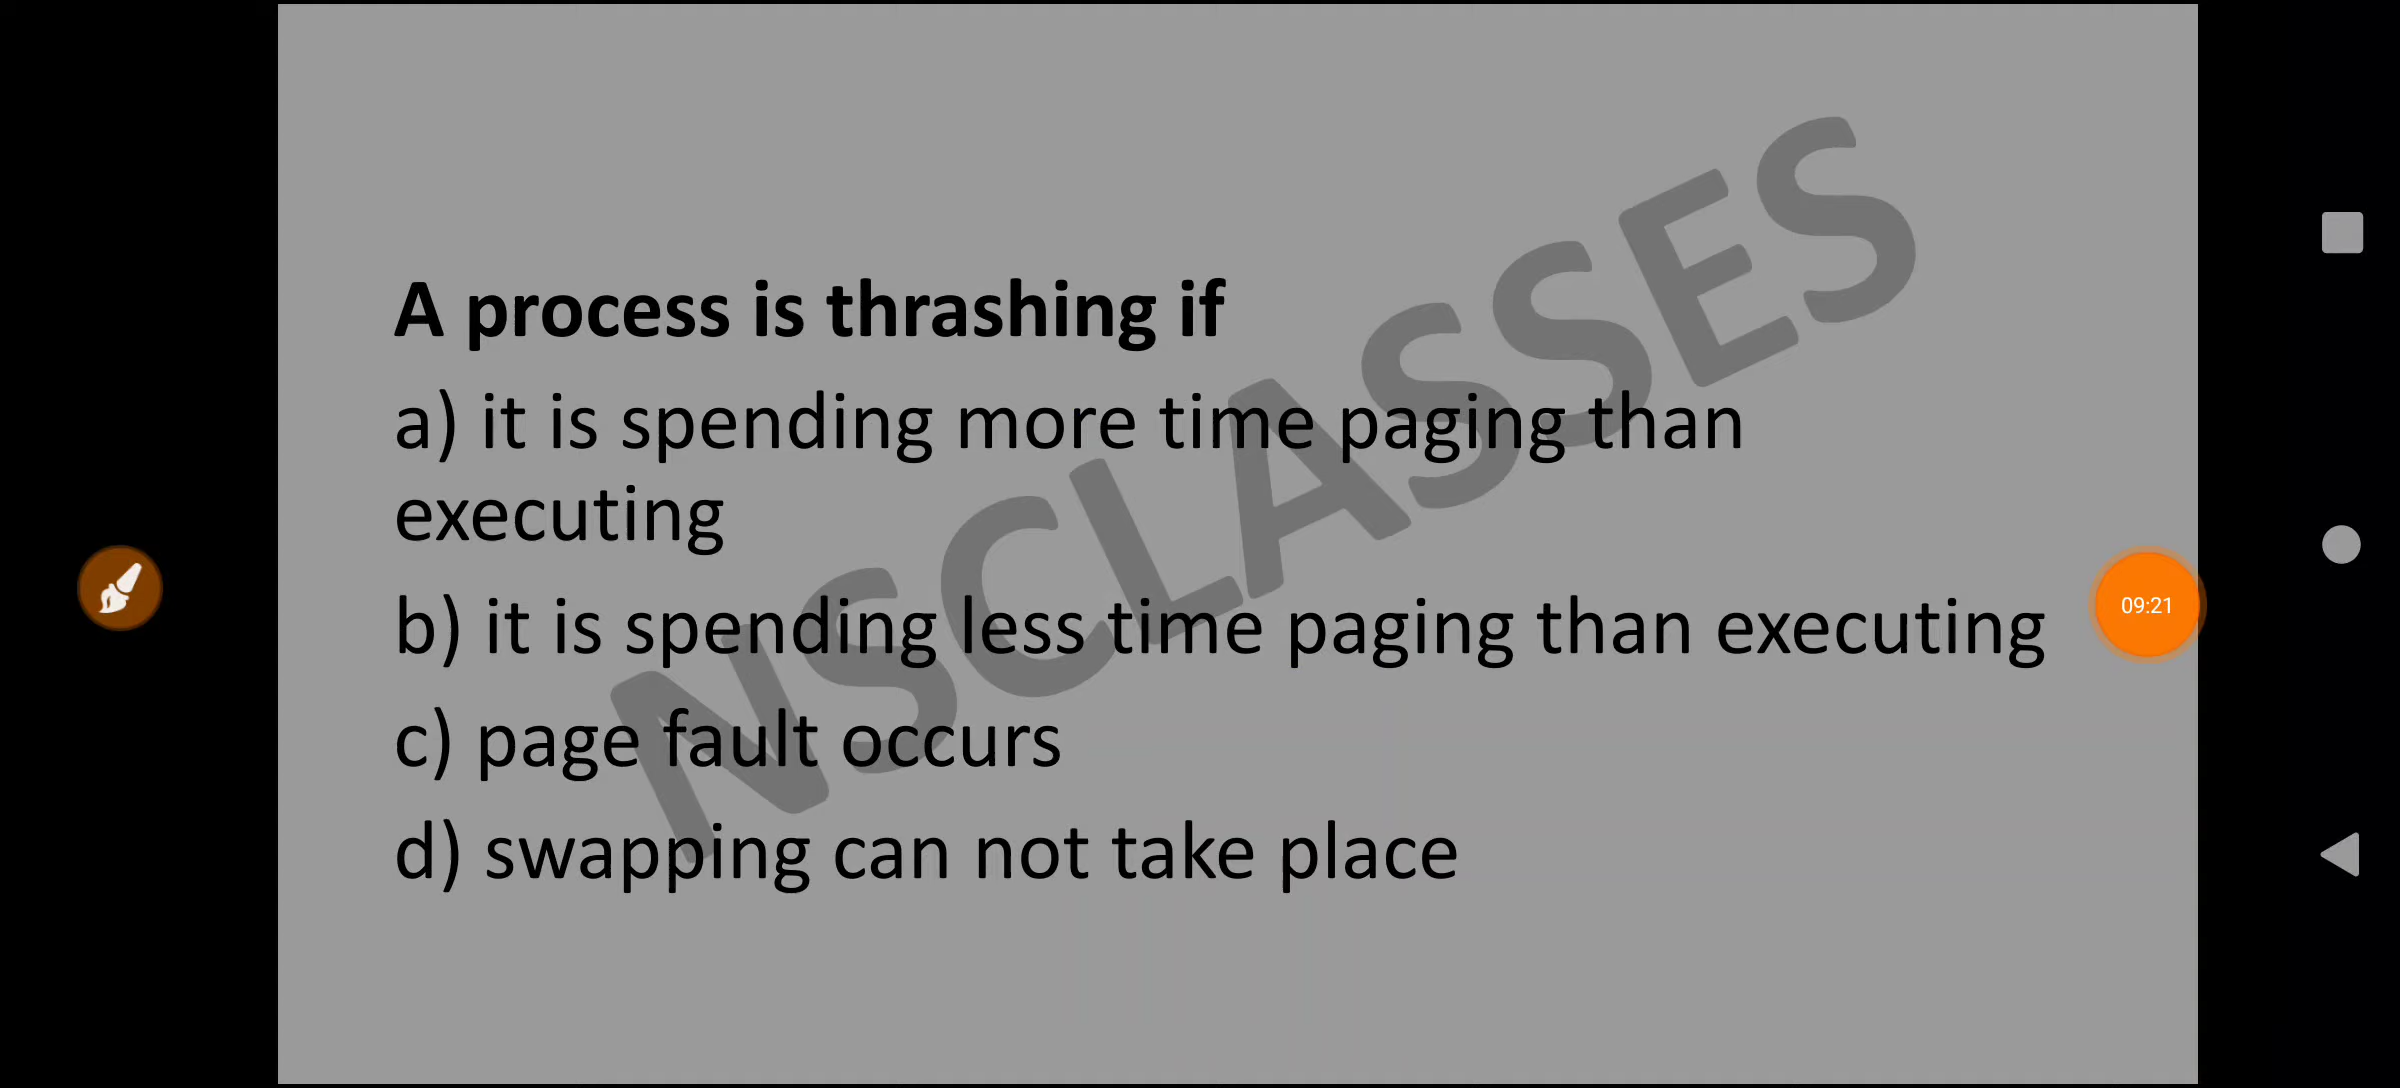 A process is thrashing if
a) it is spending more time paging than
executing
b) it is spending less time paging than executing
c) page fault occurs
d) swapping can not take place
NSCLASSES
09:21